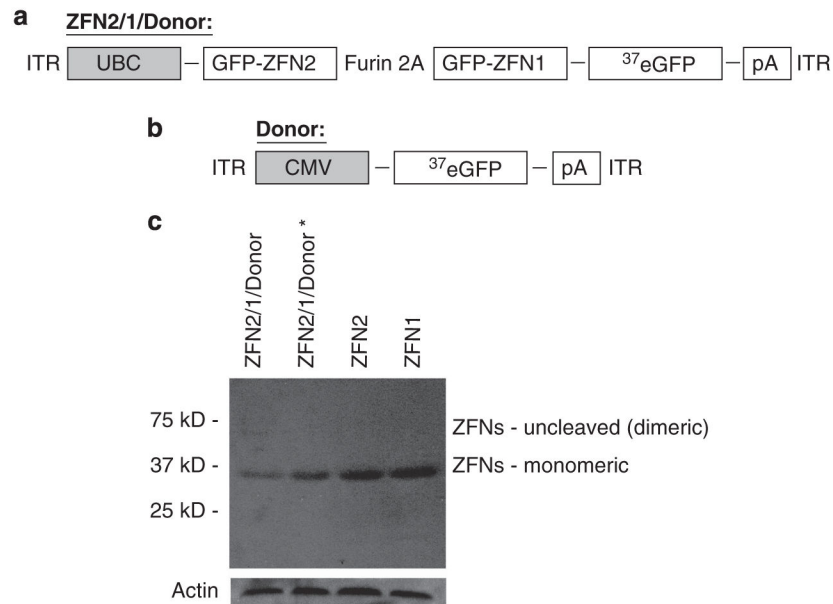 a
ZFN2/1/Donor:
ITR UBC – GFP-ZFN2 Furin 2A GFP-ZFN1 – 37eGFP – pA ITR
b
Donor:
ITR CMV – 37eGFP – pA ITR
c
ZFN2/1/Donor
ZFN2/1/Donor *
ZFN2
ZFN1
75 kD -
ZFNs - uncleaved (dimeric)
37 kD -
ZFNs - monomeric
25 kD -
Actin